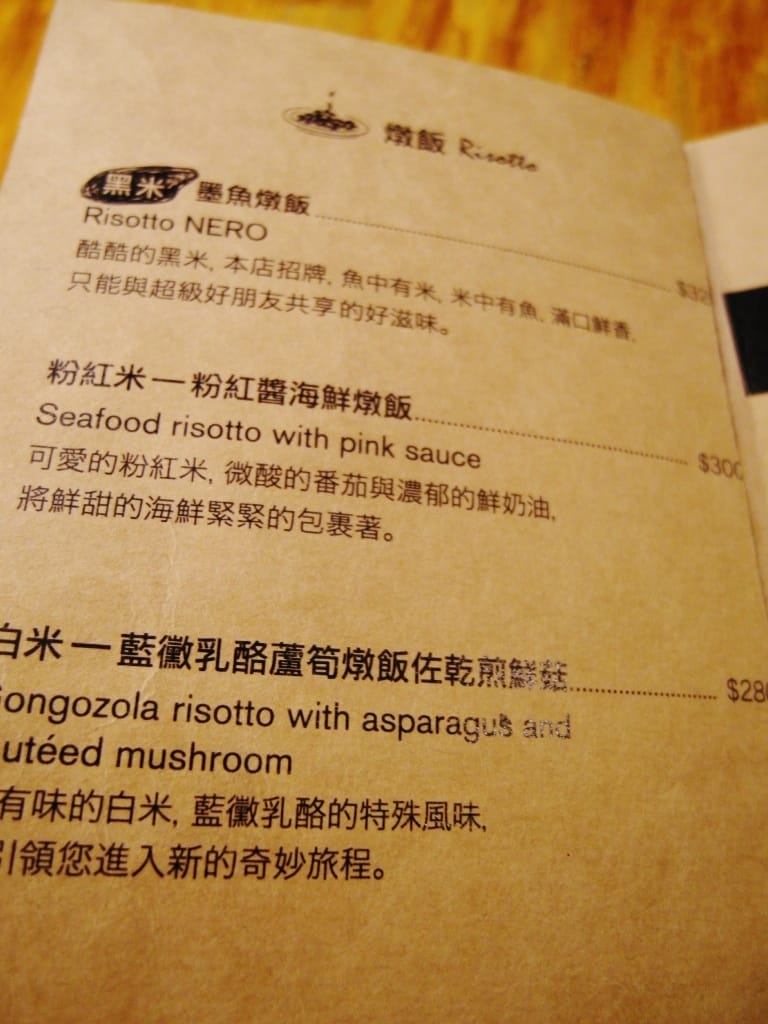 燉飯 Risotto
黑米 墨魚燉飯
Risotto NERO
酷酷的黑米, 本店招牌, 魚中有米, 米中有魚, 滿口鮮香,
只能與超級好朋友共享的好滋味。
粉紅米一粉紅醬海鮮燉飯 $300
Seafood risotto with pink sauce
可愛的粉紅米, 微酸的番茄與濃郁的鮮奶油,
將鮮甜的海鮮緊緊的包裹著。
白米一藍黴乳酪蘆筍燉飯佐乾煎鮮菇 $280
ongozola risotto with asparagus and
utéed mushroom
有味的白米, 藍黴乳酪的特殊風味,
引領您進入新的奇妙旅程。